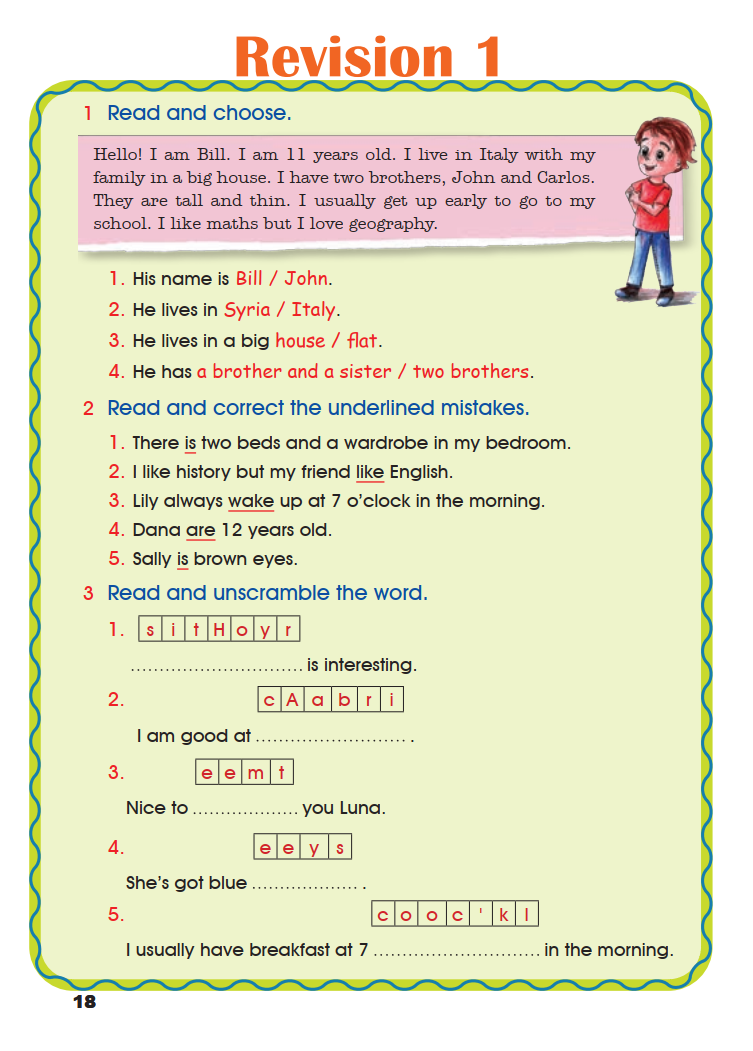 Revision 1
1 Read and choose.
Hello! I am Bill. I am 11 years old. I live in Italy with my
family in a big house. I have two brothers, John and Carlos.
They are tall and thin. I usually get up early to go to my
school. I like maths but I love geography.
1. His name is Bill / John.
2. He lives in Syria / Italy.
3. He lives in a big house / flat.
4. He has a brother and a sister / two brothers.
2 Read and correct the underlined mistakes.
1. There is two beds and a wardrobe in my bedroom.
2. I like history but my friend like English.
3. Lily always wake up at 7 o'clock in the morning.
4. Dana are 12 years old.
5. Sally is brown eyes.
3 Read and unscramble the word.
1. s i t H o y r
.............................. is interesting.
2. c A a b r i
I am good at .......................... .
3. e e m t
Nice to ................... you Luna.
4. e e y s
She's got blue ................... .
5. c o o c ' k l
I usually have breakfast at 7 ............................. in the morning.
18